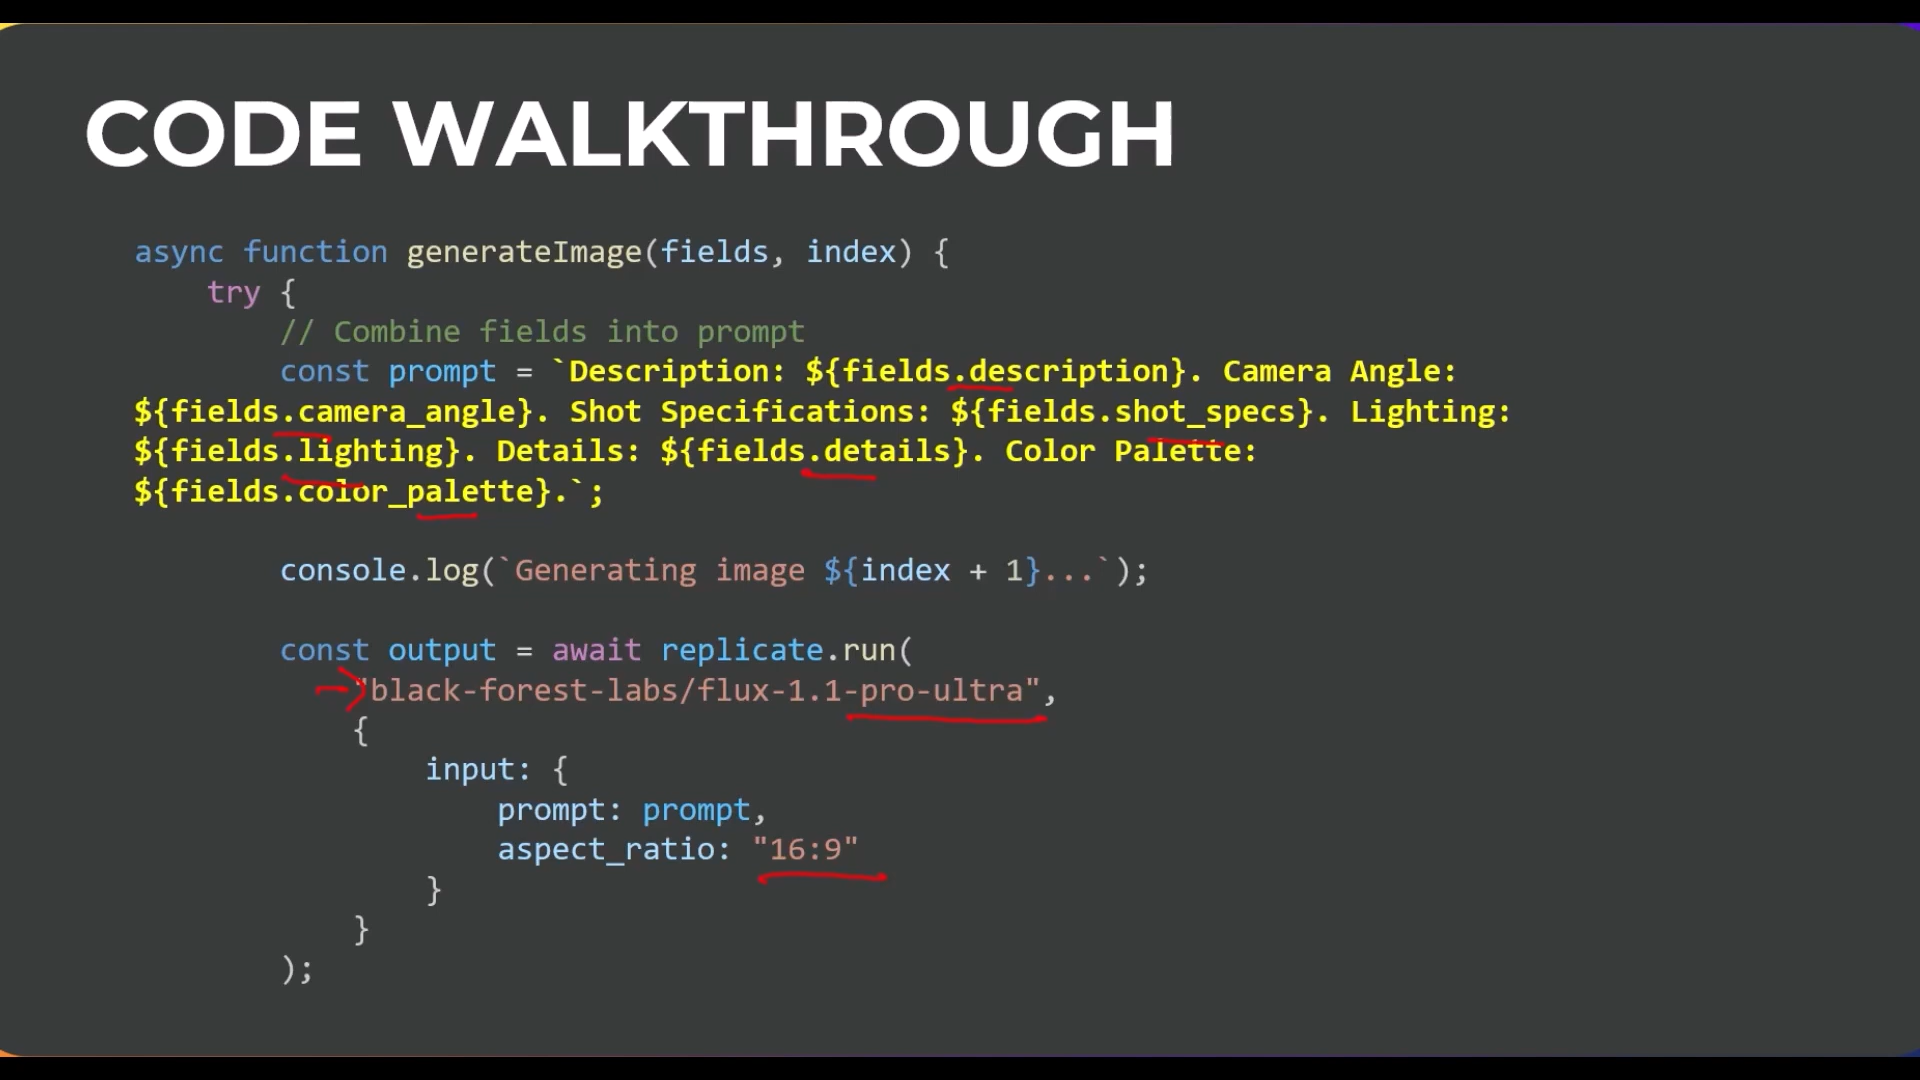 CODE WALKTHROUGH
async function generateImage(fields, index) {
try {
// Combine fields into prompt
const prompt = `Description: ${fields.description}. Camera Angle:
${fields.camera_angle}. Shot Specifications: ${fields.shot_specs}. Lighting:
${fields.lighting}. Details: ${fields.details}. Color Palette:
${fields.color_palette}.`;
console.log(`Generating image ${index + 1}...`);
const output = await replicate.run(
"black-forest-labs/flux-1.1-pro-ultra",
{
input: {
prompt: prompt,
aspect_ratio: "16:9"
}
}
);